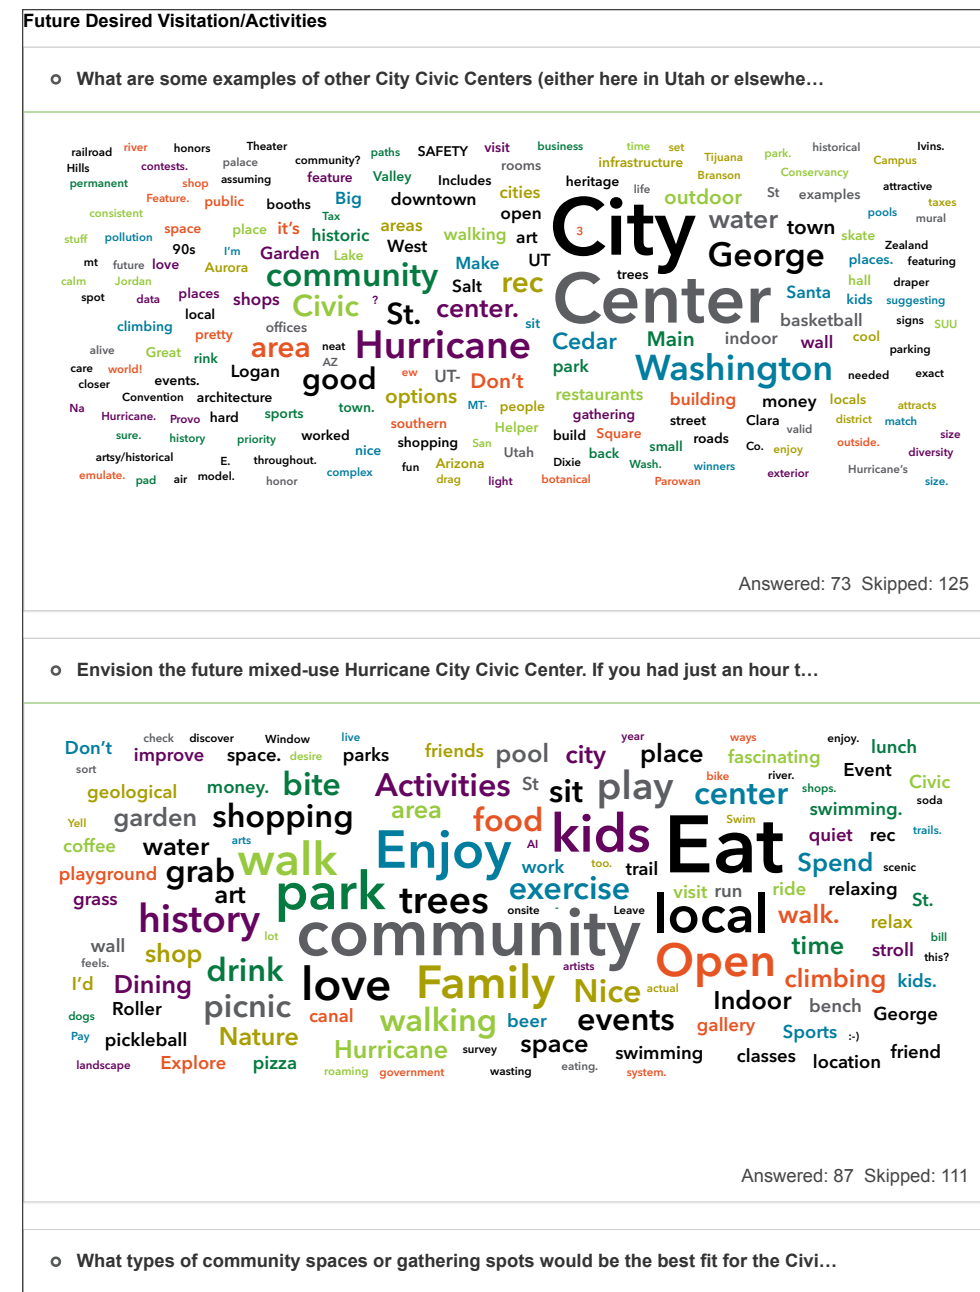 Future Desired Visitation/Activities
What are some examples of other City Civic Centers (either here in Utah or elsewhe…
railroad river honors Theater community? paths SAFETY visit business time set Tijuana park. historical Ivins.
Hills contests. palace rooms infrastructure Campus
permanent shop assuming feature Valley Includes heritage life Branson Conservancy attractive
Feature. public booths Big downtown cities outdoor St examples taxes
consistent Tax open City water town pools mural
stuff pollution space place it's historic areas walking art 3 skate
90s I'm Garden Lake West UT George Zealand
mt future love Aurora community Make trees places. featuring
calm Jordan Salt rec Center hall draper
spot data places shops Civic ? St. center. Santa kids suggesting
local sit basketball signs SUU
climbing pretty offices Hurricane Cedar Main indoor wall cool
alive Great rink area neat parking
care world! Logan AZ good ew UT- Don't park Washington needed exact
closer events.
Convention architecture options MT- people restaurants building money locals attracts
Na Hurricane. Provo hard sports town. southern gathering street Clara district match
sure. history priority worked Helper build Square roads valid size
shopping San back small Co. enjoy outside. diversity
artsy/historical E. throughout. nice fun Arizona Utah Dixie Wash. winners Hurricane's
emulate. pad air model. honor complex drag light botanical Parowan exterior size.
Answered: 73 Skipped: 125
Envision the future mixed-use Hurricane City Civic Center. If you had just an hour t…
check discover Window live year ways enjoy.
Don't improve space. desire parks friends pool city place fascinating lunch
sort bike river. Event
geological money. bite Activities St sit play center shops. Civic
soda
garden shopping area food kids Eat Swim swimming.
Yell quiet rec trails.
coffee water arts walk Enjoy AI
playground grab work too. trail Spend scenic
grass art park trees exercise visit run ride relaxing St.
history onsite Leave local walk. relax
lot community time bill
wall shop stroll this?
feels. drink love Family artists Open climbing kids.
I'd Dining Nice actual
dogs Roller picnic canal walking beer events Indoor bench George
Pay pickleball Nature gallery Sports :-)
Hurricane survey space swimming classes location friend
landscape Explore pizza roaming government wasting eating. system.
Answered: 87 Skipped: 111
What types of community spaces or gathering spots would be the best fit for the Civi…